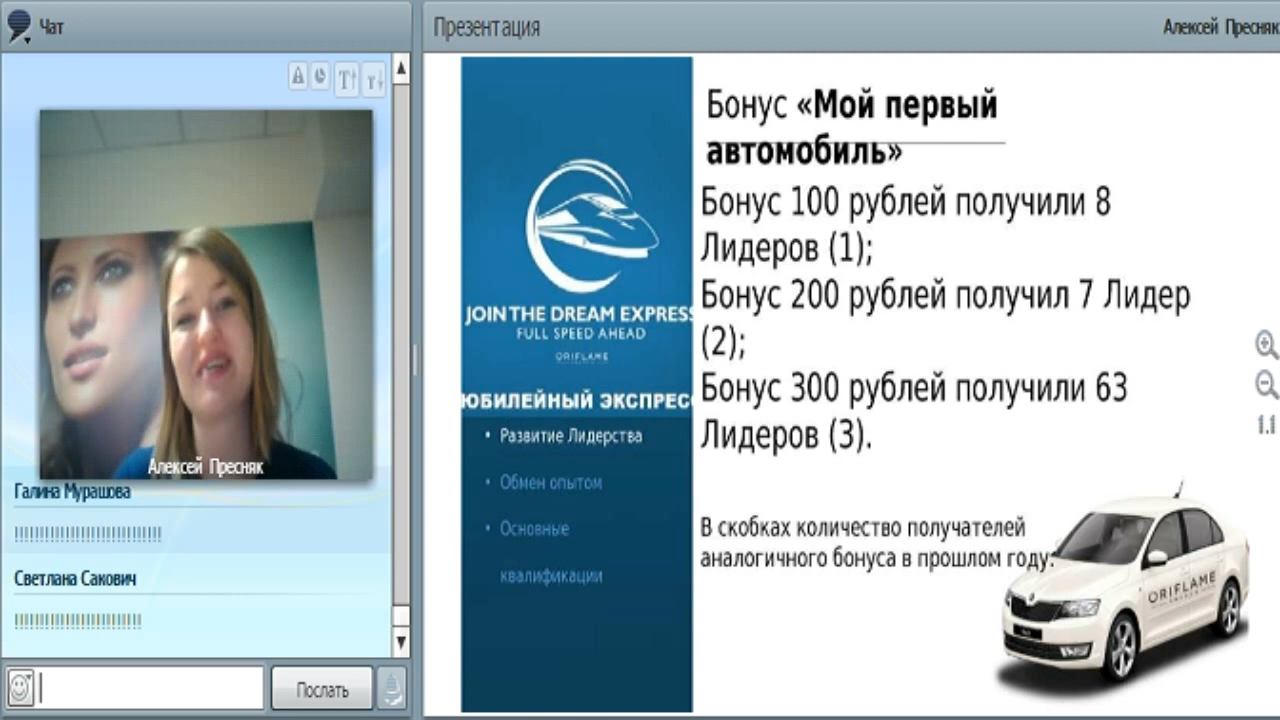 Чат
Алексей Пресняк
Галина Мурашова
!!!!!!!!!!!!!!!!!!!!!!!!!!!!
Светлана Сакович
!!!!!!!!!!!!!!!!!!!!!!!!
Послать
Презентация
Алексей Пресняк
JOIN THE DREAM EXPRESS
FULL SPEED AHEAD
ORIFLAME
ЮБИЛЕЙНЫЙ ЭКСПРЕСС
• Развитие Лидерства
• Обмен опытом
• Основные
квалификации
Бонус «Мой первый
автомобиль»
Бонус 100 рублей получили 8
Лидеров (1);
Бонус 200 рублей получил 7 Лидер
(2);
Бонус 300 рублей получили 63
Лидеров (3).
В скобках количество получателей
аналогичного бонуса в прошлом году.
ORIFLAME
1:1